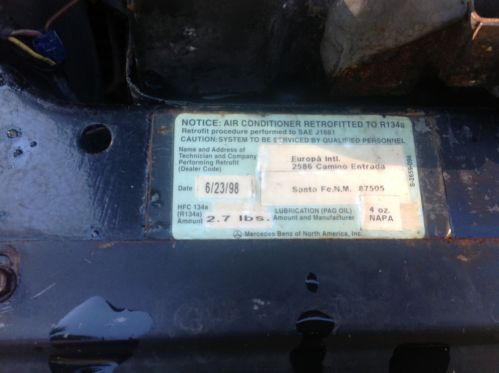 NOTICE: AIR CONDITIONER RETROFITTED TO R134a
Retrofit procedure performed to SAE J1661
CAUTION: SYSTEM TO BE SERVICED BY QUALIFIED PERSONNEL
Name and Address of
Technician and Company
Performing Retrofit
(Dealer Code)
Europá Intl.
2586 Camino Entrada
Date 6/23/98
Santa Fe, N.M. 87505
HFC 134a
(R134a)
Amount 2.7 lbs.
LUBRICATION (PAG OIL)
Amount and Manufacturer
4 oz.
NAPA
Mercedes Benz of North America, Inc.